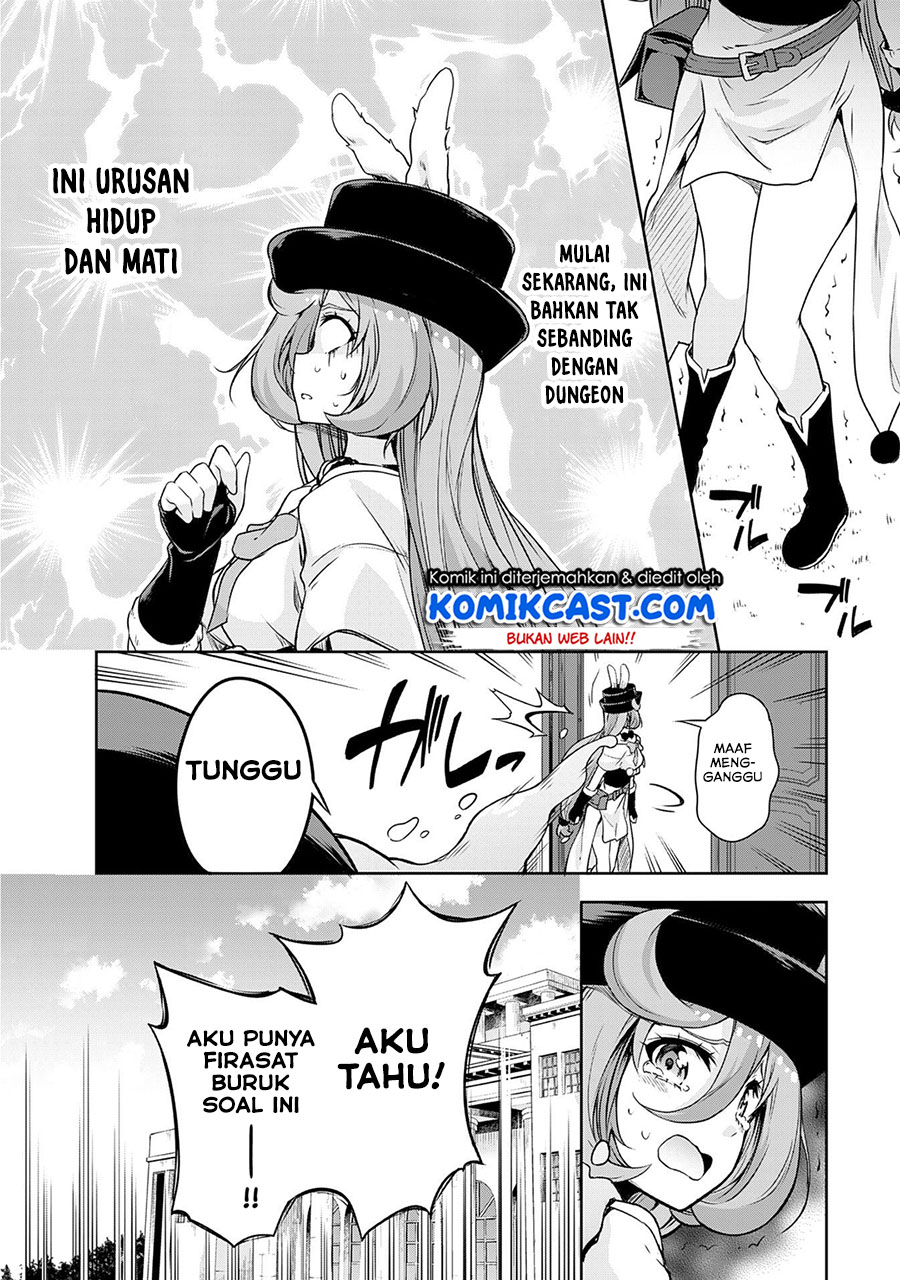 ブル
ブル
MULAI
SEKARANG, INI
BAHKAN TAK
SEBANDING
DENGAN
DUNGEON
INI URUSAN
HIDUP
DAN MATI
Komik ini diterjemahkan & diedit oleh
KOMIKCAST.COM
BUKAN WEB LAIN!!
MAAF
MENG-
GANGGU
ガシッ
TUNGGU
AKU
TAHU!
AKU PUNYA
FIRASAT
BURUK
SOAL INI
—
!!